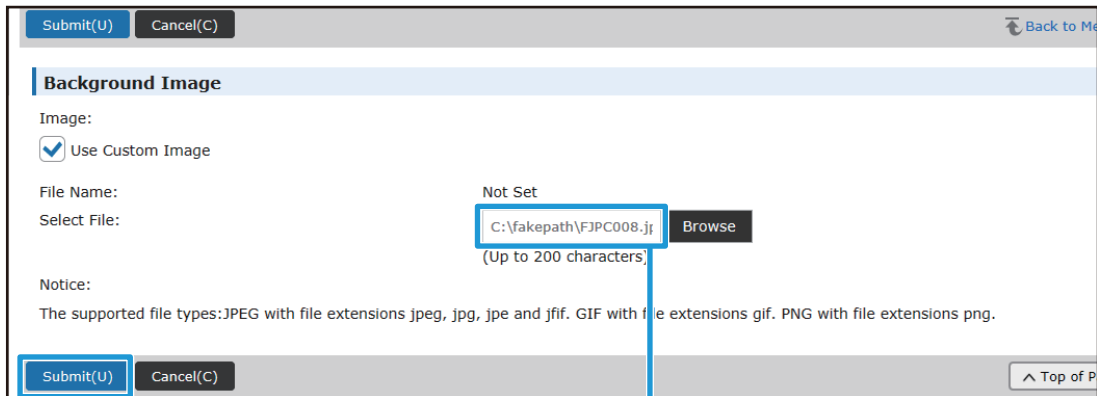 Submit(U) Cancel(C) Back to Me
Background Image
Image:
Use Custom Image
File Name: Not Set
Select File: C:\fakepath\FJPC008.jp Browse
(Up to 200 characters)
Notice:
The supported file types:JPEG with file extensions jpeg, jpg, jpe and jfif. GIF with file extensions gif. PNG with file extensions png.
Submit(U) Cancel(C) Top of P